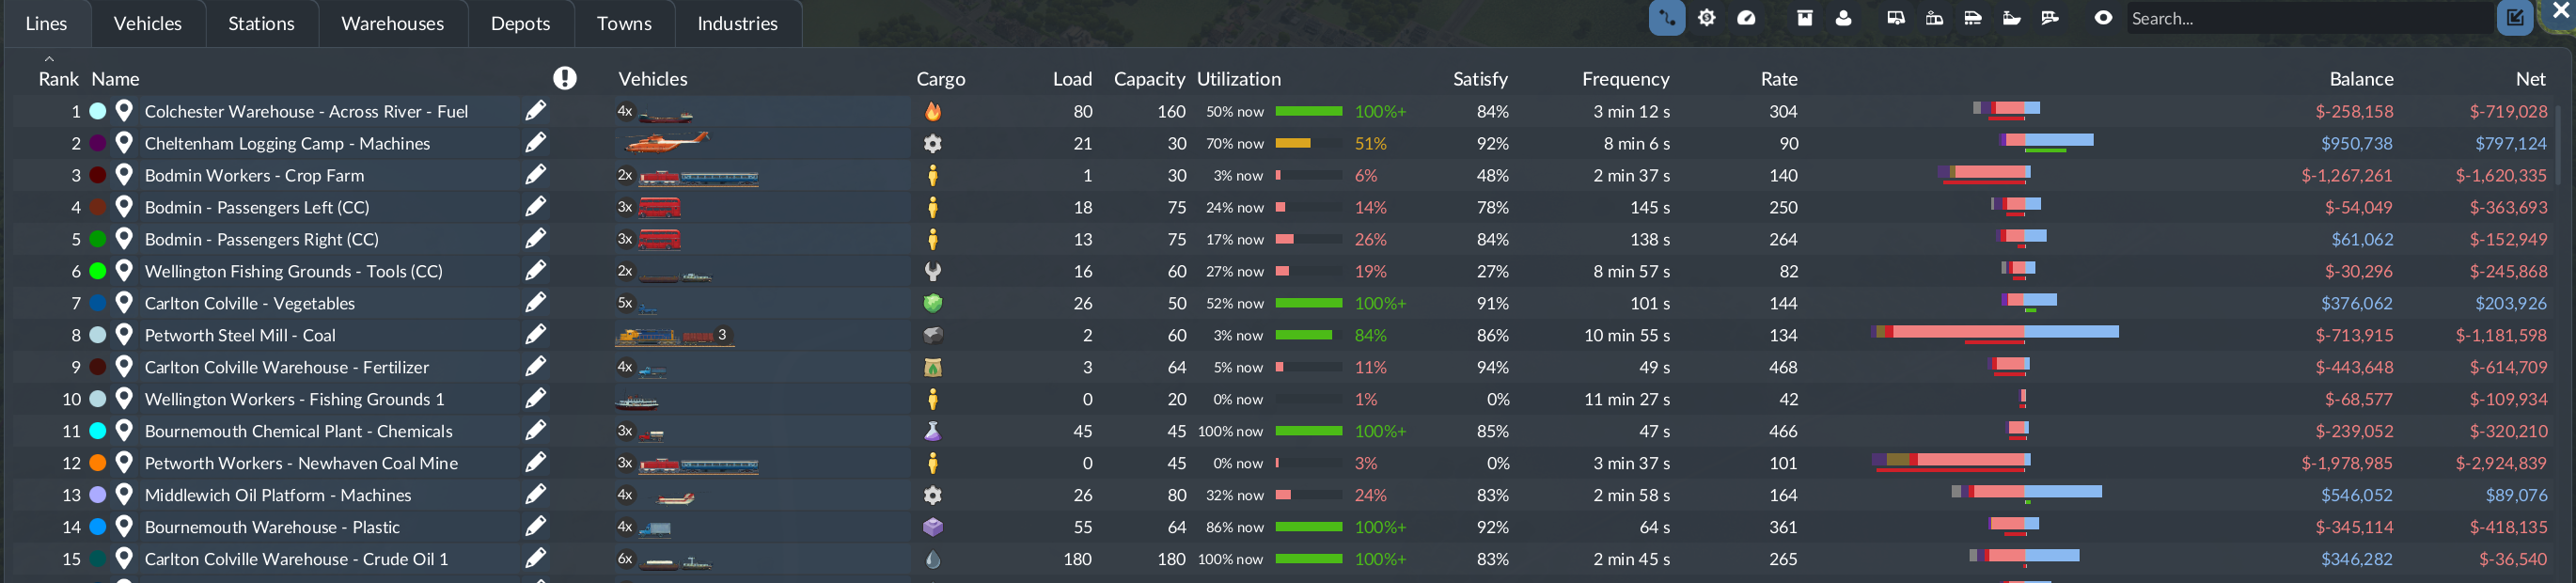 Lines Vehicles Stations Warehouses Depots Towns Industries Search...
Rank Name Vehicles Cargo Load Capacity Utilization Satisfy Frequency Rate Balance Net
1 Colchester Warehouse - Across River - Fuel 4x 80 160 50% now 100%+ 84% 3 min 12 s 304 $-258,158 $-719,028
2 Cheltenham Logging Camp - Machines 21 30 70% now 51% 92% 8 min 6 s 90 $950,738 $797,124
3 Bodmin Workers - Crop Farm 2x 1 30 3% now 6% 48% 2 min 37 s 140 $-1,267,261 $-1,620,335
4 Bodmin - Passengers Left (CC) 3x 18 75 24% now 14% 78% 145 s 250 $-54,049 $-363,693
5 Bodmin - Passengers Right (CC) 3x 13 75 17% now 26% 84% 138 s 264 $61,062 $-152,949
6 Wellington Fishing Grounds - Tools (CC) 2x 16 60 27% now 19% 27% 8 min 57 s 82 $-30,296 $-245,868
7 Carlton Colville - Vegetables 5x 26 50 52% now 100%+ 91% 101 s 144 $376,062 $203,926
8 Petworth Steel Mill - Coal 3 2 60 3% now 84% 86% 10 min 55 s 134 $-713,915 $-1,181,598
9 Carlton Colville Warehouse - Fertilizer 4x 3 64 5% now 11% 94% 49 s 468 $-443,648 $-614,709
10 Wellington Workers - Fishing Grounds 1 0 20 0% now 1% 0% 11 min 27 s 42 $-68,577 $-109,934
11 Bournemouth Chemical Plant - Chemicals 3x 45 45 100% now 100%+ 85% 47 s 466 $-239,052 $-320,210
12 Petworth Workers - Newhaven Coal Mine 3x 0 45 0% now 3% 0% 3 min 37 s 101 $-1,978,985 $-2,924,839
13 Middlewich Oil Platform - Machines 4x 26 80 32% now 24% 83% 2 min 58 s 164 $546,052 $89,076
14 Bournemouth Warehouse - Plastic 4x 55 64 86% now 100%+ 92% 64 s 361 $-345,114 $-418,135
15 Carlton Colville Warehouse - Crude Oil 1 6x 180 180 100% now 100%+ 83% 2 min 45 s 265 $346,282 $-36,540